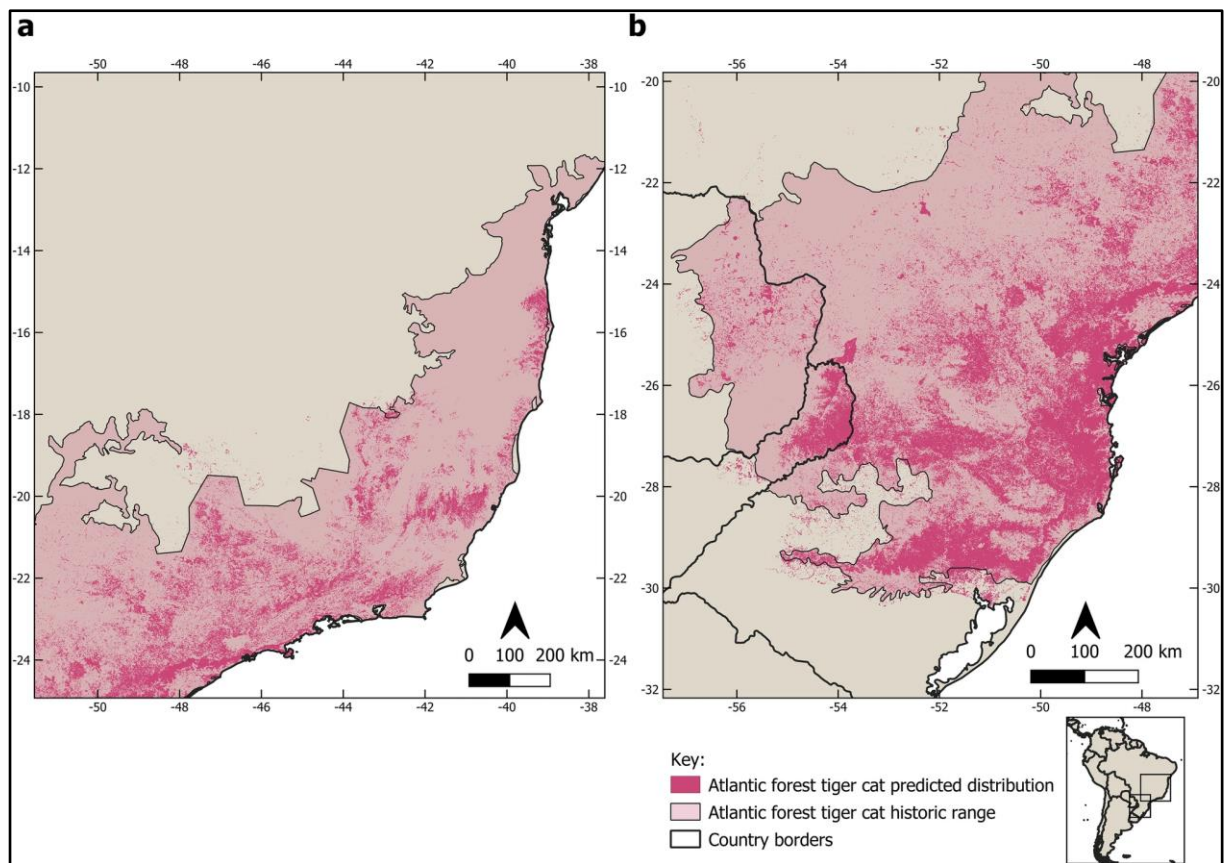 a
-50 -48 -46 -44 -42 -40 -38
-10 -10
-12 -12
-14 -14
-16 -16
-18 -18
-20 -20
-22 -22
-24 -24
0 100 200 km
-50 -48 -46 -44 -42 -40 -38
b
-56 -54 -52 -50 -48
-20 -20
-22 -22
-24 -24
-26 -26
-28 -28
-30 -30
-32 -32
0 100 200 km
-56 -54 -52 -50 -48
Key:
Atlantic forest tiger cat predicted distribution
Atlantic forest tiger cat historic range
Country borders